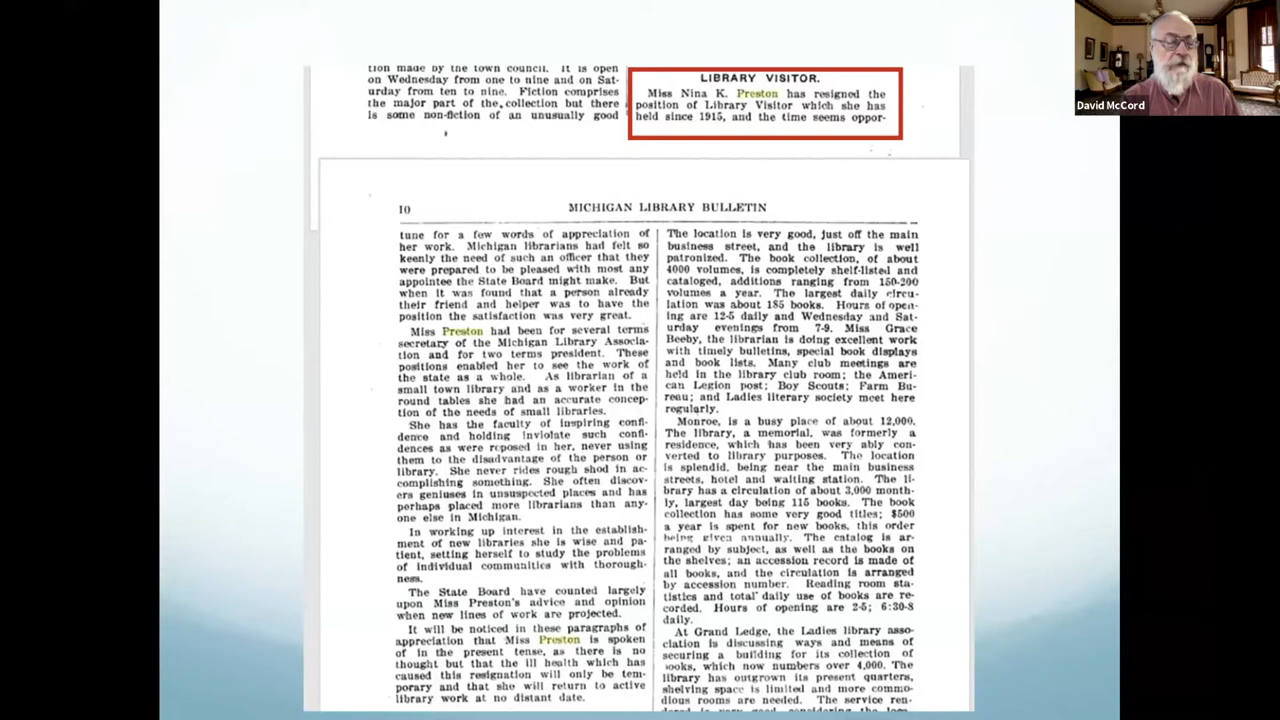 tion made by the town council. It is open
on Wednesday from one to nine and on Sat-
urday from ten to nine. Fiction comprises
the major part of the collection but there
is some non-fiction of an unusually good
LIBRARY VISITOR.
Miss Nina K. Preston has resigned the
position of Library Visitor which she has
held since 1915, and the time seems oppor-
David McCord
10
MICHIGAN LIBRARY BULLETIN
tune for a few words of appreciation of
her work. Michigan librarians had felt so
keenly the need of such an officer that they
were prepared to be pleased with most any
appointee the State Board might make. But
when it was found that a person already
their friend and helper was to have the
position the satisfaction was very great.
Miss Preston had been for several terms
secretary of the Michigan Library Associa-
tion and for two terms president. These
positions enabled her to see the work of
the state as a whole. As librarian of a
small town library and as a worker in the
round tables she had an accurate concep-
tion of the needs of small libraries.
She has the faculty of inspiring confi-
dence and holding inviolate such confi-
dences as were reposed in her, never using
them to the disadvantage of the person or
library. She never rides rough shod in ac-
complishing something. She often discov-
ers geniuses in unsuspected places and has
perhaps placed more librarians than any-
one else in Michigan.
In working up interest in the establish-
ment of new libraries she is wise and pa-
tient, setting herself to study the problems
of individual communities with thorough-
ness.
The State Board have counted largely
upon Miss Preston's advice and opinion
when new lines of work are projected.
It will be noticed in these paragraphs of
appreciation that Miss Preston is spoken
of in the present tense, as there is no
thought but that the ill health which has
caused this resignation will only be tem-
porary and that she will return to active
library work at no distant date.
The location is very good, just off the main
business street, and the library is well
patronized. The book collection, of about
4000 volumes, is completely shelf-listed and
cataloged, additions ranging from 150-200
volumes a year. The largest daily circu-
lation was about 185 books. Hours of open-
ing are 12-5 daily and Wednesday and Sat-
urday evenings from 7-9. Miss Grace
Beeby, the librarian is doing excellent work
with timely bulletins, special book displays
and book lists. Many club meetings are
held in the library club room; the Ameri-
can Legion post; Boy Scouts; Farm Bu-
reau; and Ladies literary society meet here
regularly.
Monroe, is a busy place of about 12,000.
The library, a memorial, was formerly a
residence, which has been very ably con-
verted to library purposes. The location
is splendid, being near the main business
streets, hotel and waiting station. The li-
brary has a circulation of about 3,000 month-
ly, largest day being 115 books. The book
collection has some very good titles; $500
a year is spent for new books, this order
being given annually. The catalog is ar-
ranged by subject, as well as the books on
the shelves; an accession record is made of
all books, and the circulation is arranged
by accession number. Reading room sta-
tistics and total daily use of books are re-
corded. Hours of opening are 2-5; 6:30-8
daily.
At Grand Ledge, the Ladies library asso-
ciation is discussing ways and means of
securing a building for its collection of
books, which now numbers over 4,000. The
library has outgrown its present quarters,
shelving space is limited and more commo-
dious rooms are needed. The service ren-